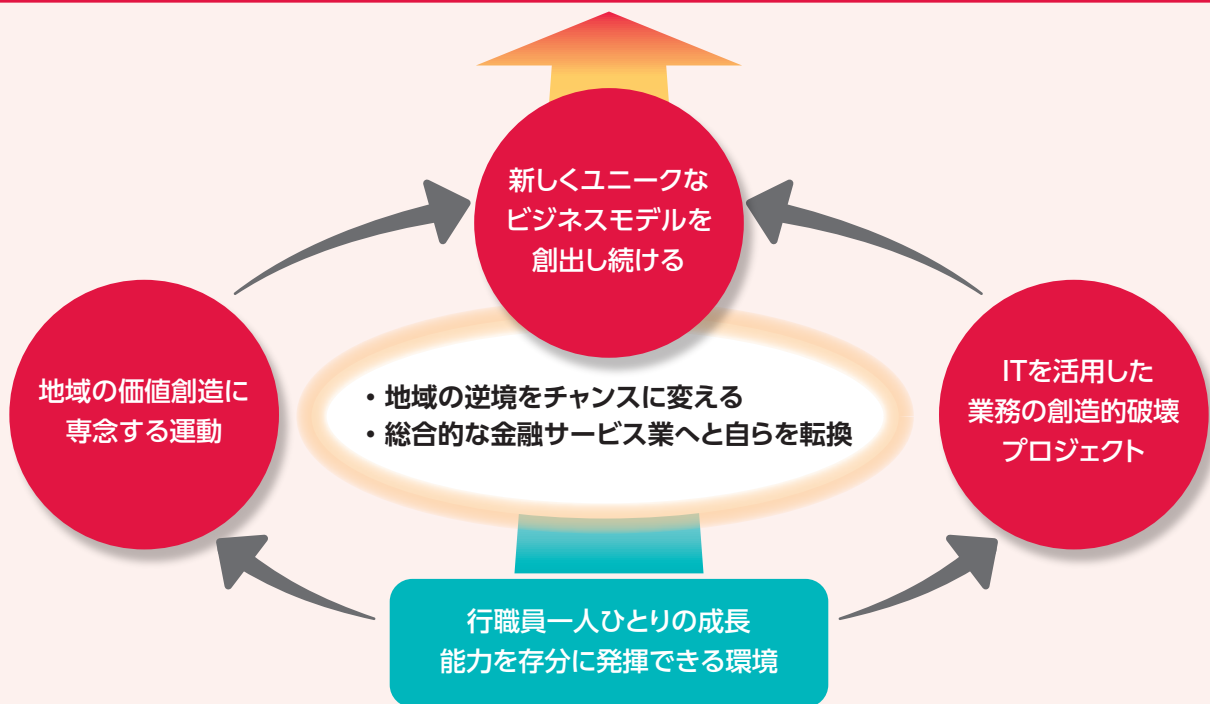 新しくユニークな
ビジネスモデルを
創出し続ける
地域の価値創造に
専念する運動
ITを活用した
業務の創造的破壊
プロジェクト
・地域の逆境をチャンスに変える
・総合的な金融サービス業へと自らを転換
行職員一人ひとりの成長
能力を存分に発揮できる環境